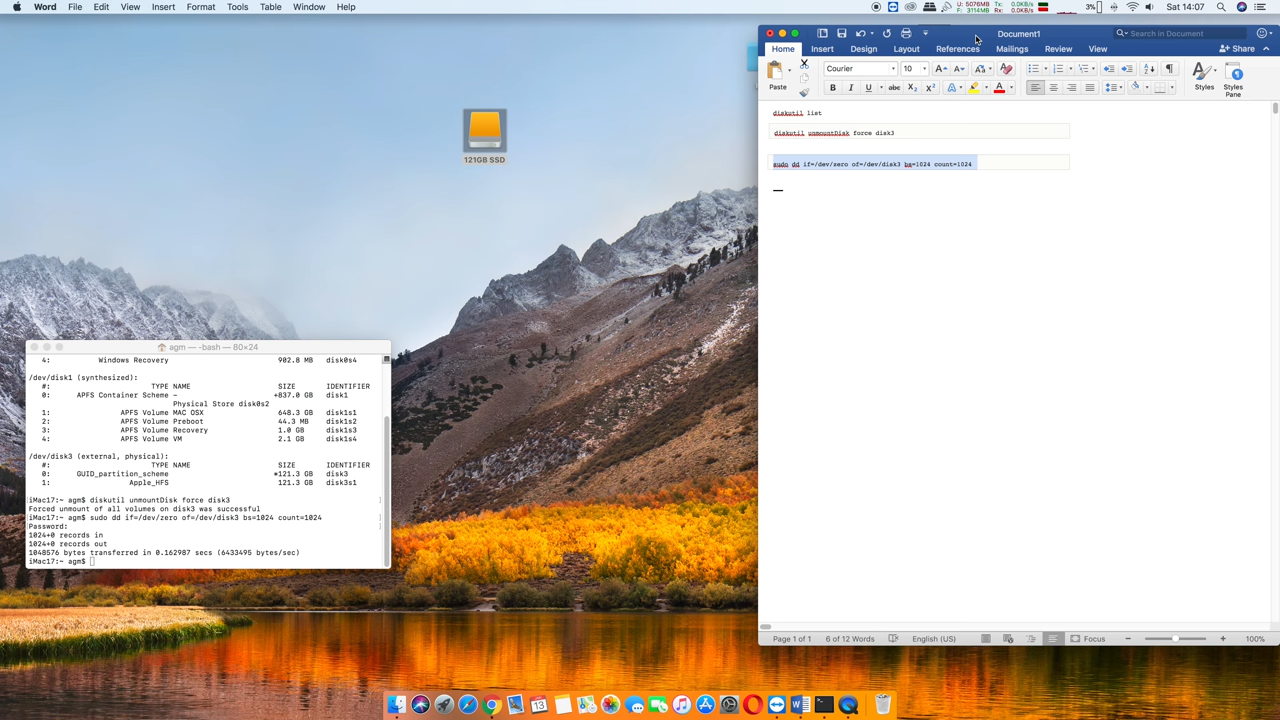 Word File Edit View Insert Format Tools Table Window Help
U: 5076MB Tx: 0.0KB/s
F: 3114MB Rx: 0.0KB/s
3% Sat 14:07
Document1
Search in Document
Home Insert Design Layout References Mailings Review View Share
Paste Courier 10 Styles Styles Pane
diskutil list
diskutil unmountDisk force disk3
sudo dd if=/dev/zero of=/dev/disk3 bs=1024 count=1024
121GB SSD
agm — -bash — 80×24
4: Windows Recovery 902.8 MB disk0s4
/dev/disk1 (synthesized):
#: TYPE NAME SIZE IDENTIFIER
0: APFS Container Scheme - +837.0 GB disk1
Physical Store disk0s2
1: APFS Volume MAC OSX 648.3 GB disk1s1
2: APFS Volume Preboot 44.3 MB disk1s2
3: APFS Volume Recovery 1.0 GB disk1s3
4: APFS Volume VM 2.1 GB disk1s4
/dev/disk3 (external, physical):
#: TYPE NAME SIZE IDENTIFIER
0: GUID_partition_scheme *121.3 GB disk3
1: Apple_HFS 121.3 GB disk3s1
iMac17:~ agm$ diskutil unmountDisk force disk3
Forced unmount of all volumes on disk3 was successful
iMac17:~ agm$ sudo dd if=/dev/zero of=/dev/disk3 bs=1024 count=1024
Password:
1024+0 records in
1024+0 records out
1048576 bytes transferred in 0.162987 secs (6433495 bytes/sec)
iMac17:~ agm$
Page 1 of 1 6 of 12 Words English (US) Focus 100%